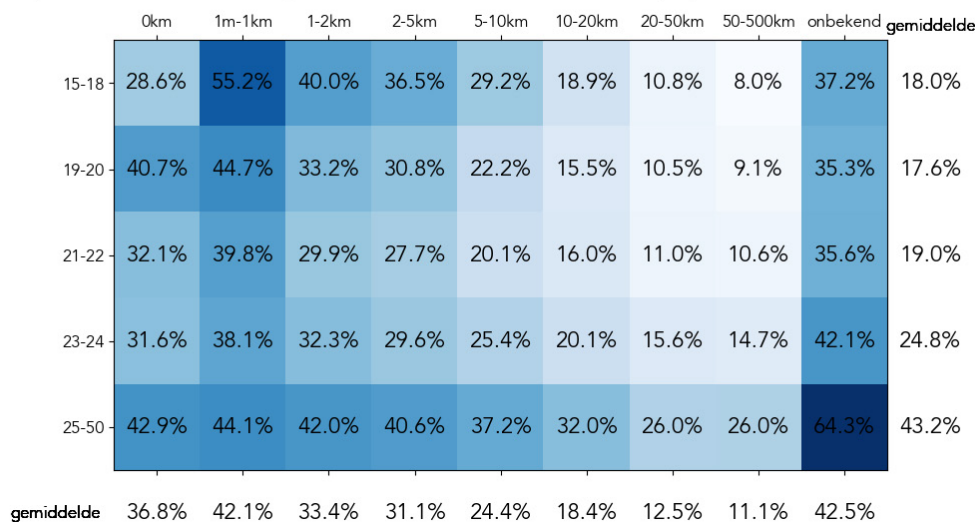 0km 1m-1km 1-2km 2-5km 5-10km 10-20km 20-50km 50-500km onbekend gemiddelde
15-18 28.6% 55.2% 40.0% 36.5% 29.2% 18.9% 10.8% 8.0% 37.2% 18.0%
19-20 40.7% 44.7% 33.2% 30.8% 22.2% 15.5% 10.5% 9.1% 35.3% 17.6%
21-22 32.1% 39.8% 29.9% 27.7% 20.1% 16.0% 11.0% 10.6% 35.6% 19.0%
23-24 31.6% 38.1% 32.3% 29.6% 25.4% 20.1% 15.6% 14.7% 42.1% 24.8%
25-50 42.9% 44.1% 42.0% 40.6% 37.2% 32.0% 26.0% 26.0% 64.3% 43.2%
gemiddelde 36.8% 42.1% 33.4% 31.1% 24.4% 18.4% 12.5% 11.1% 42.5%